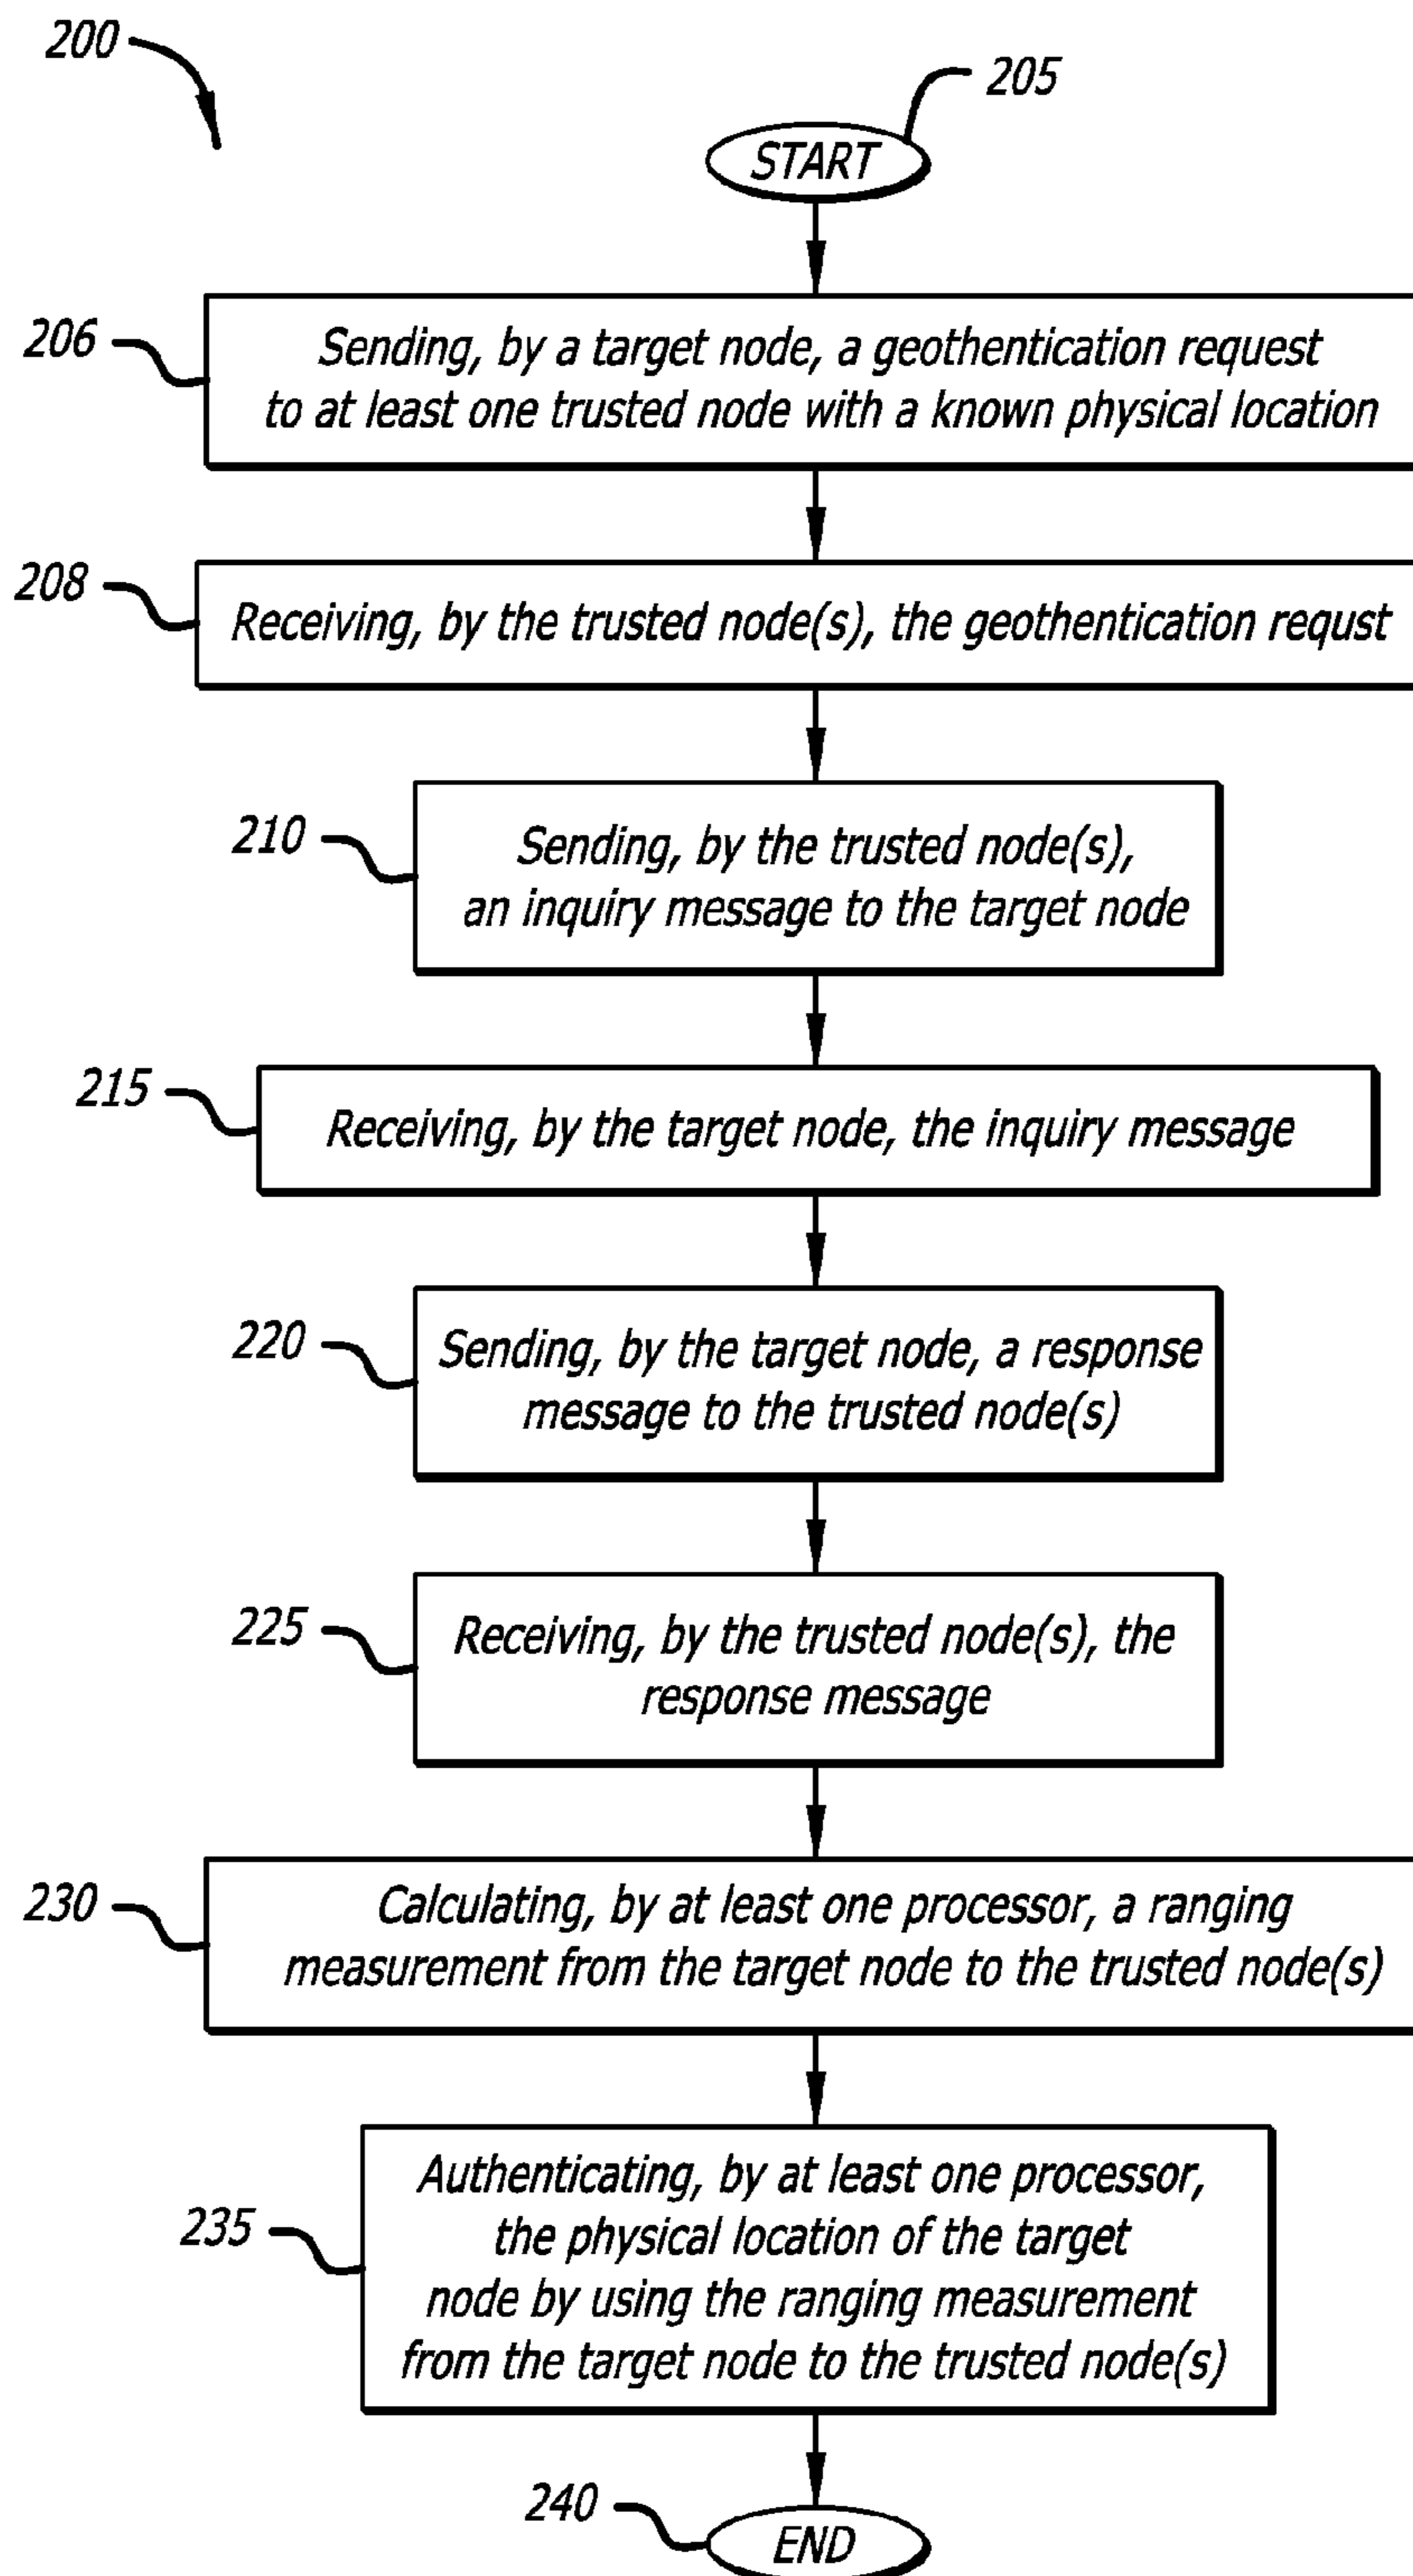 200
205
START
206
Sending, by a target node, a geothentication request
to at least one trusted node with a known physical location
208
Receiving, by the trusted node(s), the geothentication requst
210
Sending, by the trusted node(s),
an inquiry message to the target node
215
Receiving, by the target node, the inquiry message
220
Sending, by the target node, a response
message to the trusted node(s)
225
Receiving, by the trusted node(s), the
response message
230
Calculating, by at least one processor, a ranging
measurement from the target node to the trusted node(s)
235
Authenticating, by at least one processor,
the physical location of the target
node by using the ranging measurement
from the target node to the trusted node(s)
240
END